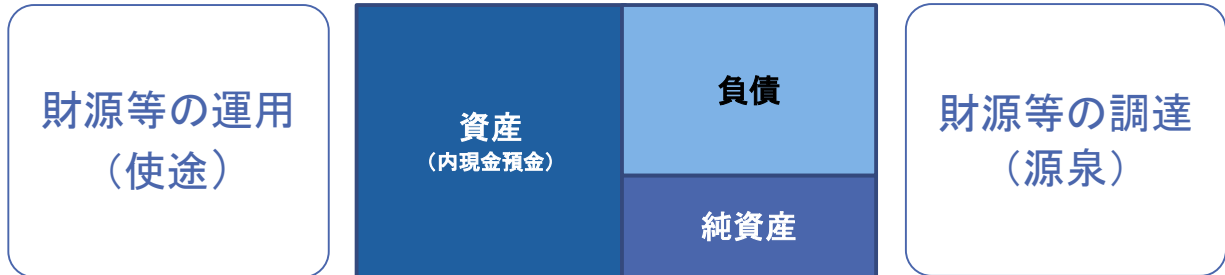 財源等の運用
（使途）
資産
（内現金預金）
負債
純資産
財源等の調達
（源泉）